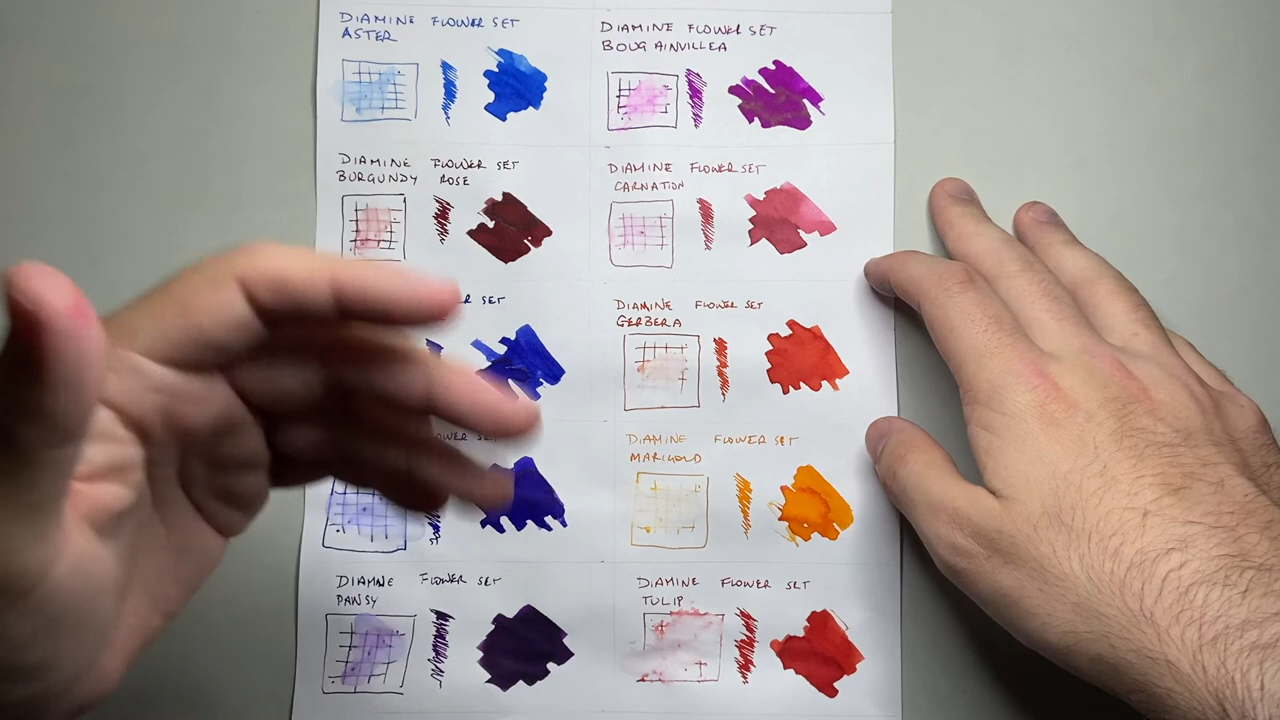 DIAMINE FLOWER SET
ASTER
DIAMINE FLOWER SET
BOUGAINVILLEA
DIAMINE FLOWER SET
BURGUNDY ROSE
DIAMINE FLOWER SET
CARNATION
SET
DIAMINE FLOWER SET
GERBERA
DIAMINE FLOWER SET
MARIGOLD
DIAMINE FLOWER SET
PANSY
DIAMINE FLOWER SET
TULIP